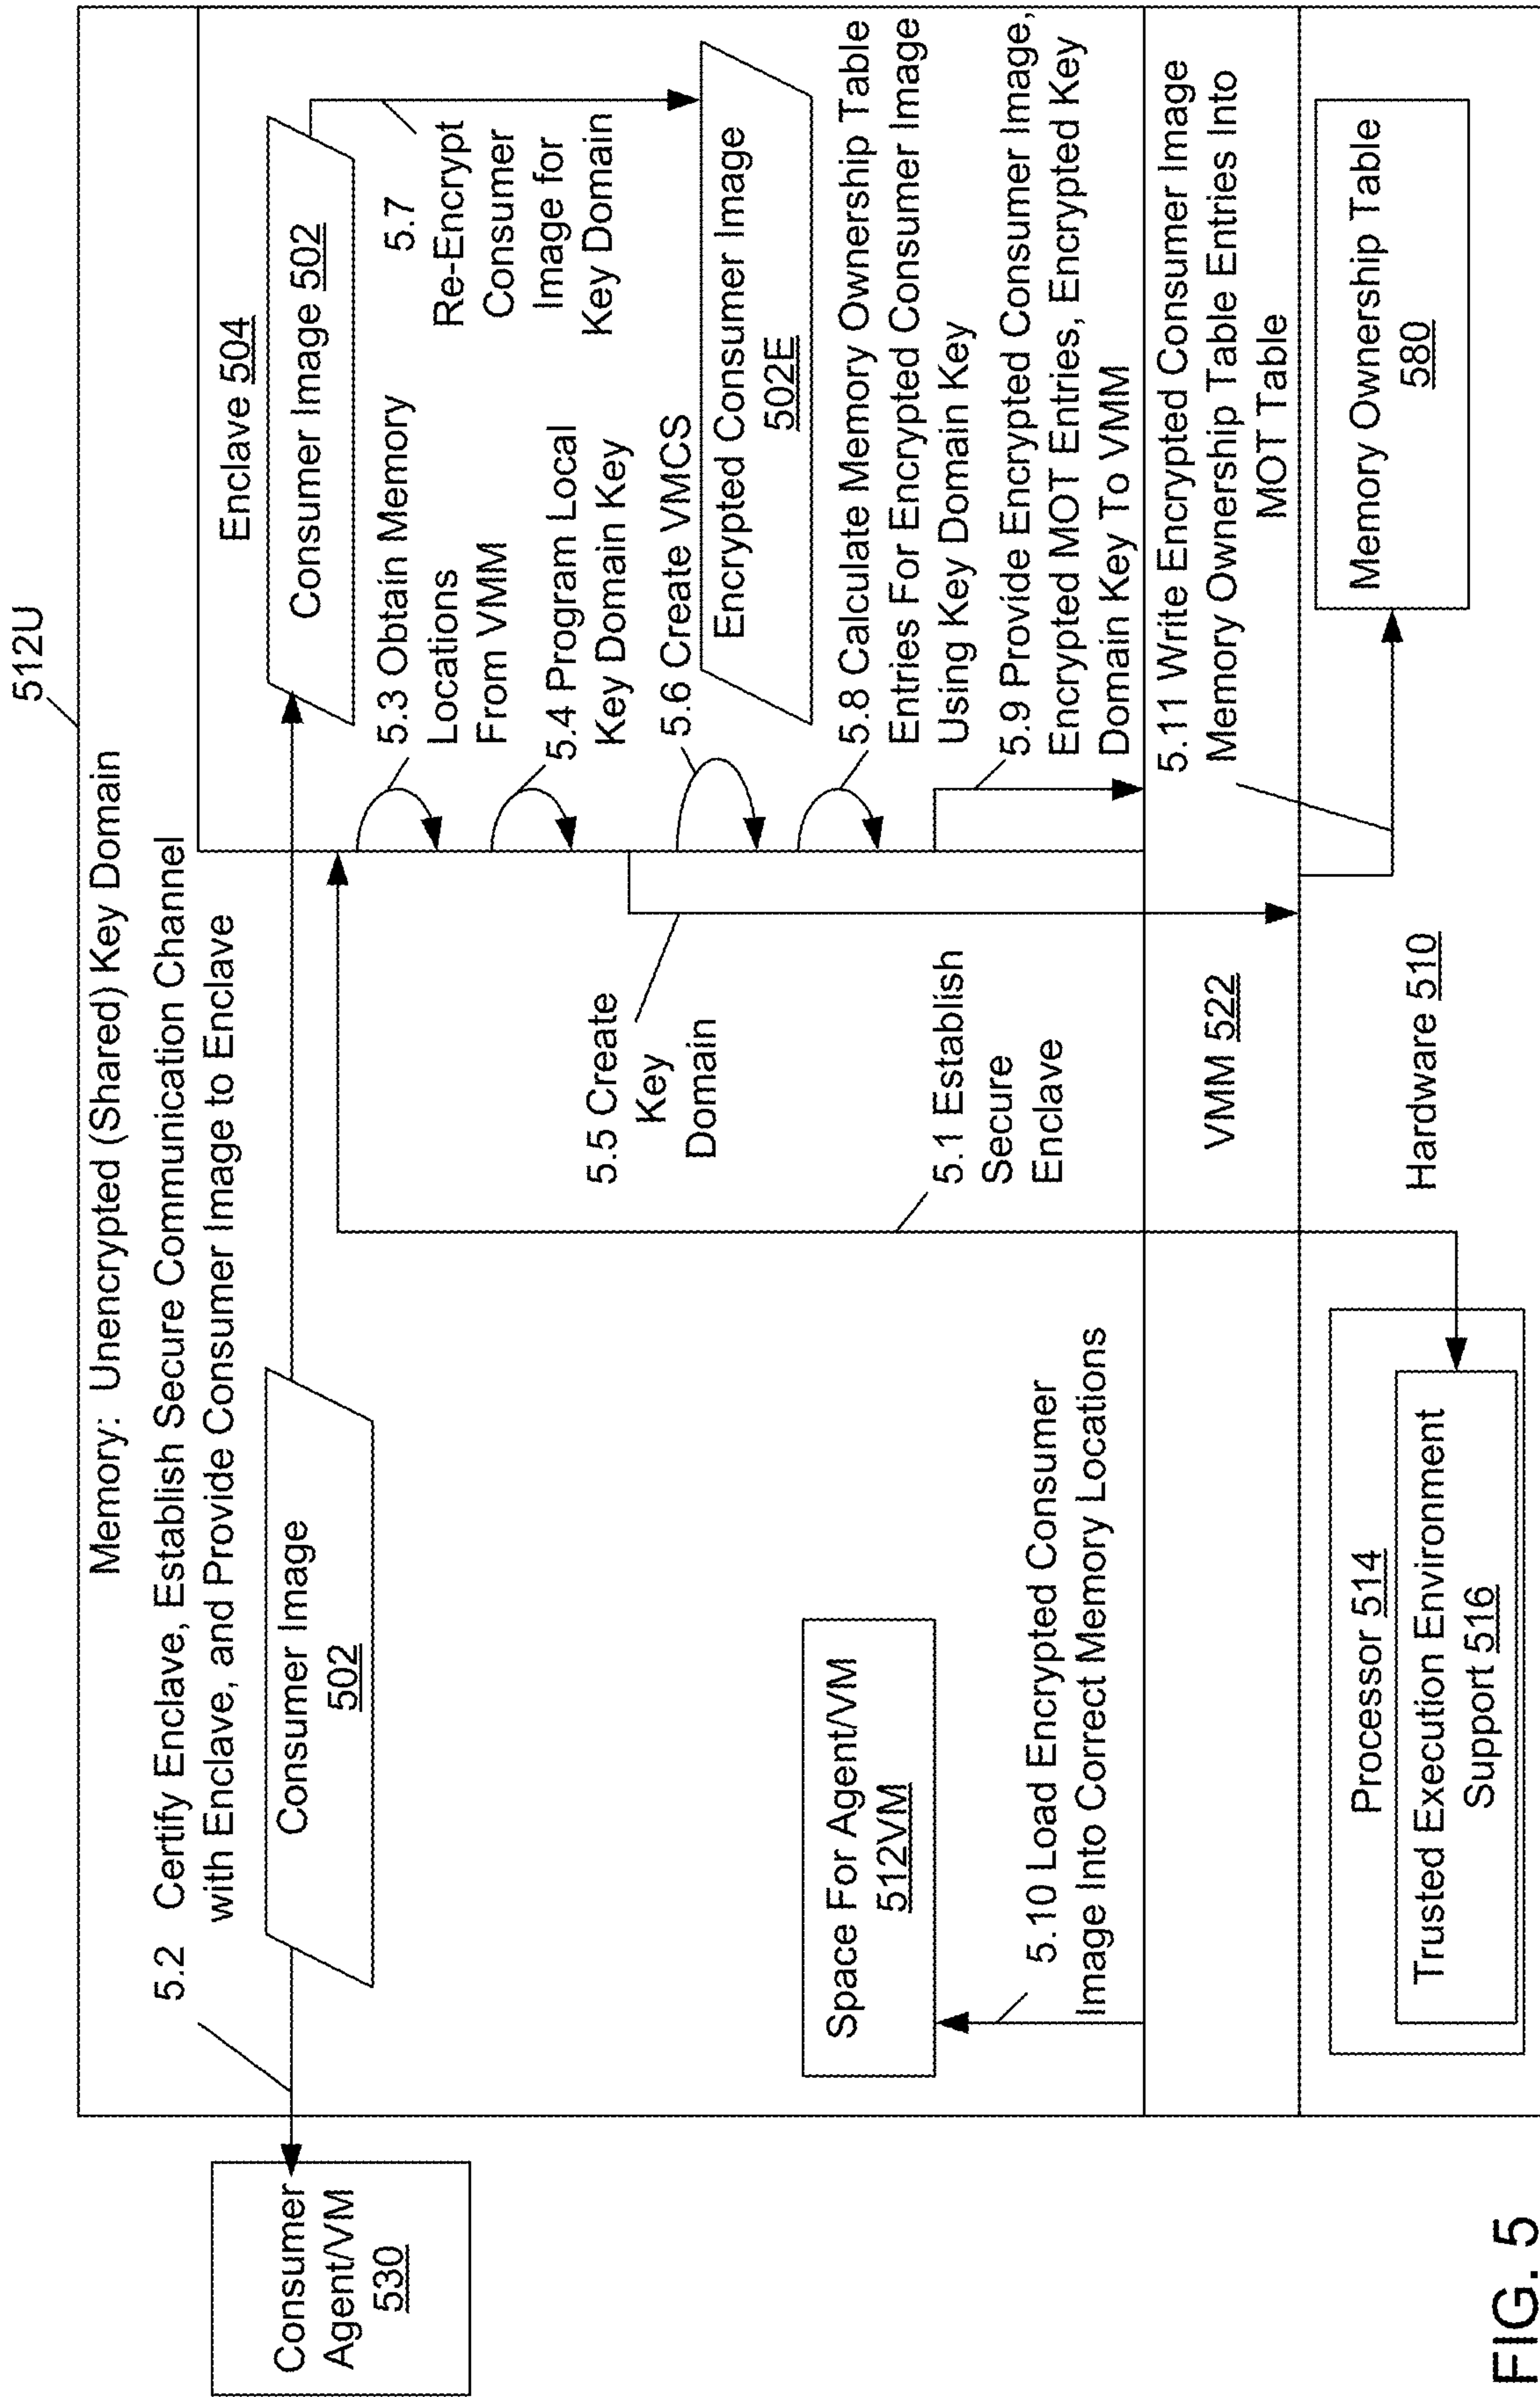 512U
Memory: Unencrypted (Shared) Key Domain
5.2 Certify Enclave, Establish Secure Communication Channel
with Enclave, and Provide Consumer Image to Enclave
Consumer
Agent/VM
530
Consumer Image
502
Enclave 504
Consumer Image 502
5.3 Obtain Memory
Locations
From VMM
5.4 Program Local
Key Domain Key
5.7
Re-Encrypt
Consumer
Image for
Key Domain
5.5 Create
Key
Domain
5.6 Create VMCS
Encrypted Consumer Image
502E
Space For Agent/VM
512VM
5.8 Calculate Memory Ownership Table
Entries For Encrypted Consumer Image
Using Key Domain Key
5.1 Establish
Secure
Enclave
5.9 Provide Encrypted Consumer Image,
Encrypted MOT Entries, Encrypted Key
Domain Key To VMM
5.10 Load Encrypted Consumer
Image Into Correct Memory Locations
VMM 522
5.11 Write Encrypted Consumer Image
Memory Ownership Table Entries Into
MOT Table
Processor 514
Trusted Execution Environment
Support 516
Hardware 510
Memory Ownership Table
580
FIG. 5